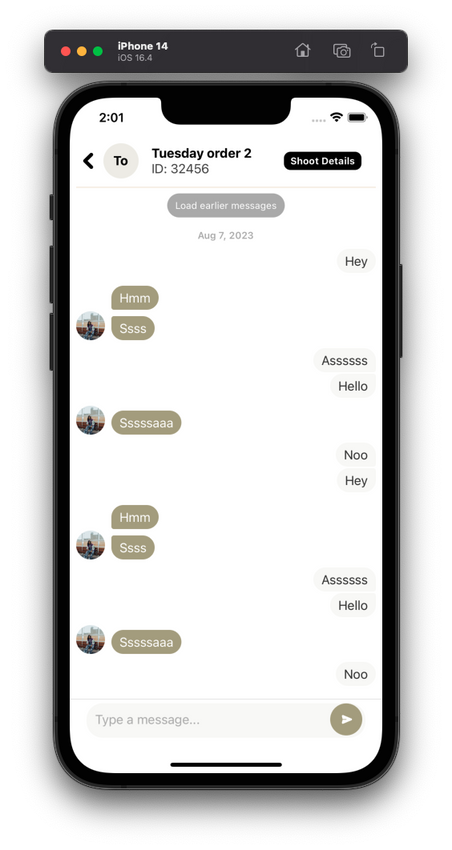 iPhone 14
iOS 16.4
2:01
To
Tuesday order 2
ID: 32456
Shoot Details
Load earlier messages
Aug 7, 2023
Hey
Hmm
Ssss
Assssss
Hello
Sssssaaa
Noo
Hey
Hmm
Ssss
Assssss
Hello
Sssssaaa
Noo
Type a message...